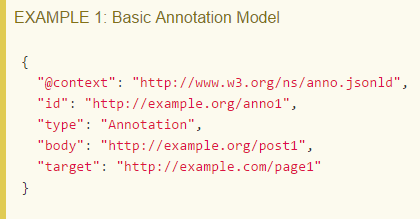 EXAMPLE 1: Basic Annotation Model
{
"@context": "http://www.w3.org/ns/anno.jsonld",
"id": "http://example.org/anno1",
"type": "Annotation",
"body": "http://example.org/post1",
"target": "http://example.com/page1"
}